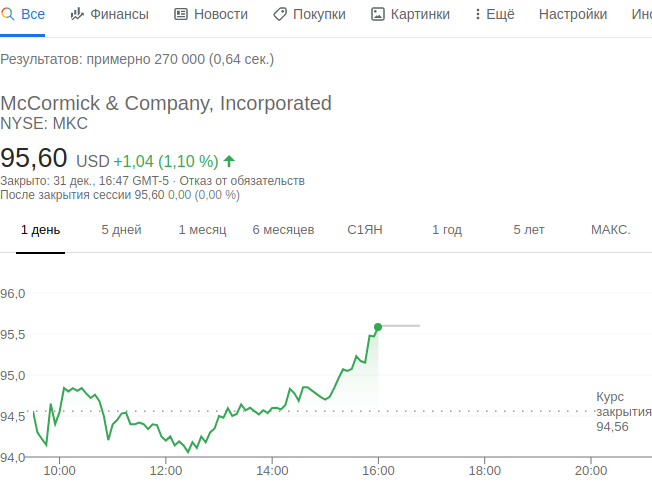 Все Финансы Новости Покупки Картинки Ещё Настройки
Результатов: примерно 270 000 (0,64 сек.)
McCormick & Company, Incorporated
NYSE: MKC
95,60 USD +1,04 (1,10 %)
Закрыто: 31 дек., 16:47 GMT-5 · Отказ от обязательств
После закрытия сессии 95,60 0,00 (0,00 %)
1 день 5 дней 1 месяц 6 месяцев С1ЯН 1 год 5 лет МАКС.
96,0
95,5
95,0
94,5
94,0
Курс
закрытия
94,56
10:00 12:00 14:00 16:00 18:00 20:00